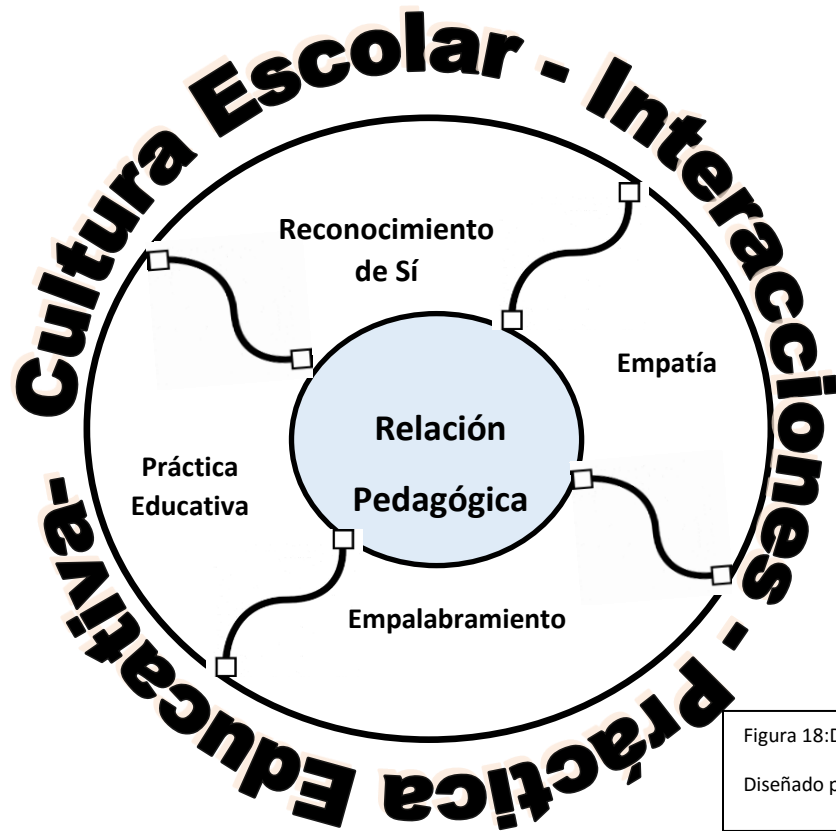 Cultura Escolar - Interacciones - Práctica Educativa-
Reconocimiento
de Sí
Empatía
Relación
Pedagógica
Práctica
Educativa
Empalabramiento
Figura 18:D
Diseñado p